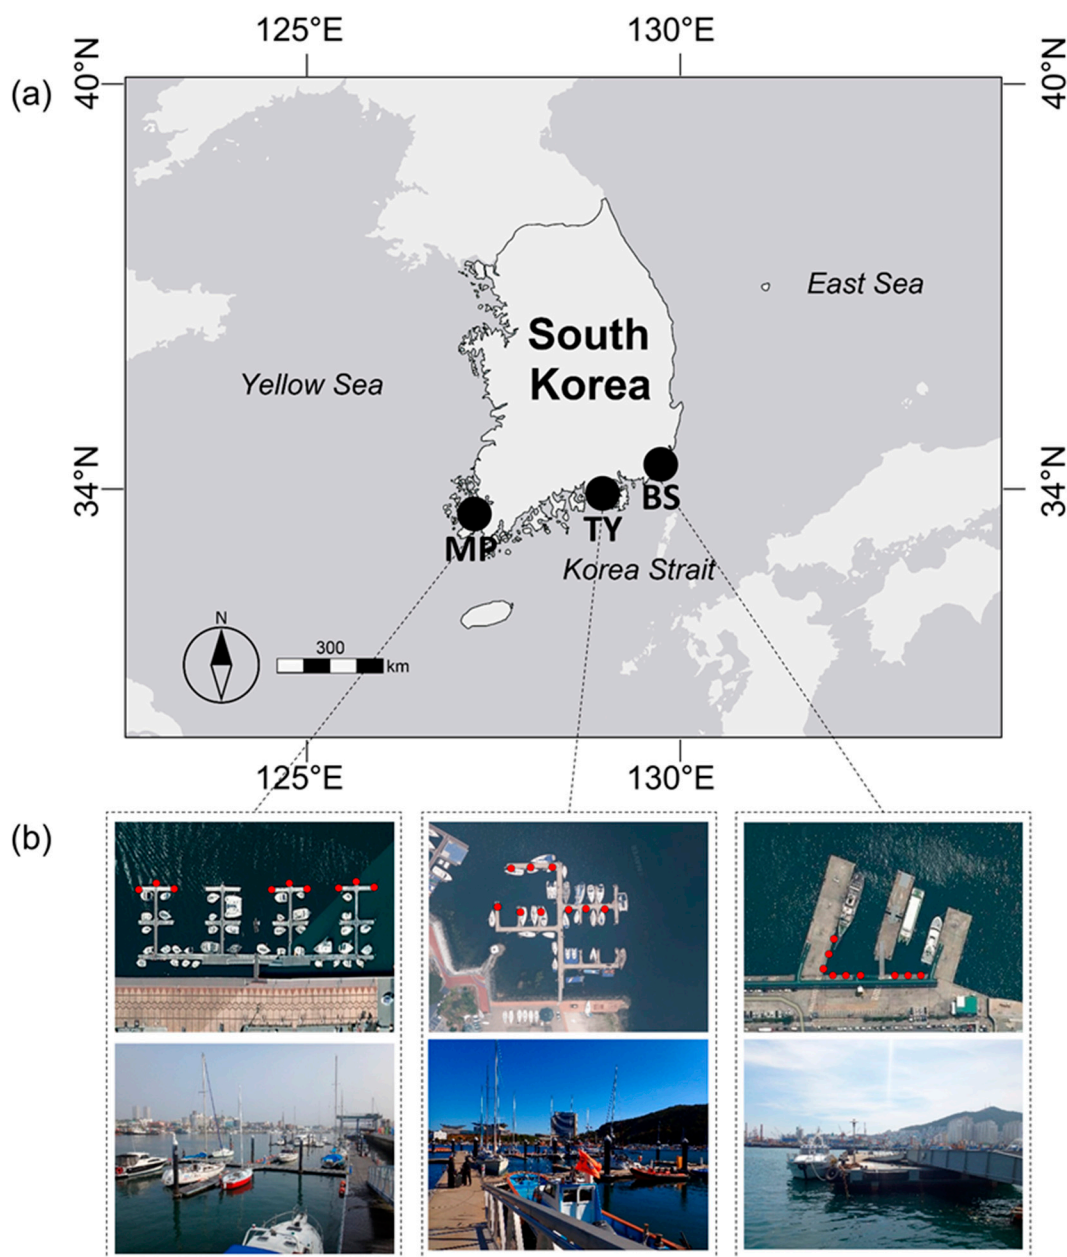 125°E
130°E
(a)
40°N
40°N
East Sea
South
Korea
Yellow Sea
34°N
34°N
BS
TY
MP
Korea Strait
N
300
km
125°E
130°E
(b)